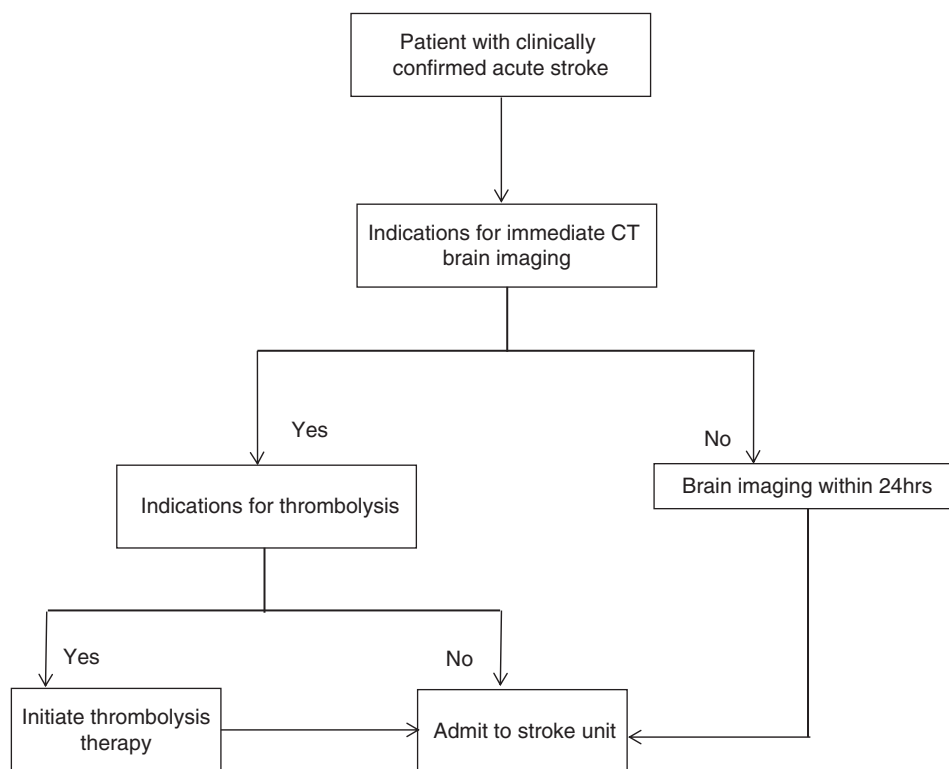 Patient with clinically
confirmed acute stroke
Indications for immediate CT
brain imaging
Yes
No
Indications for thrombolysis
Brain imaging within 24hrs
Yes
No
Initiate thrombolysis
therapy
Admit to stroke unit